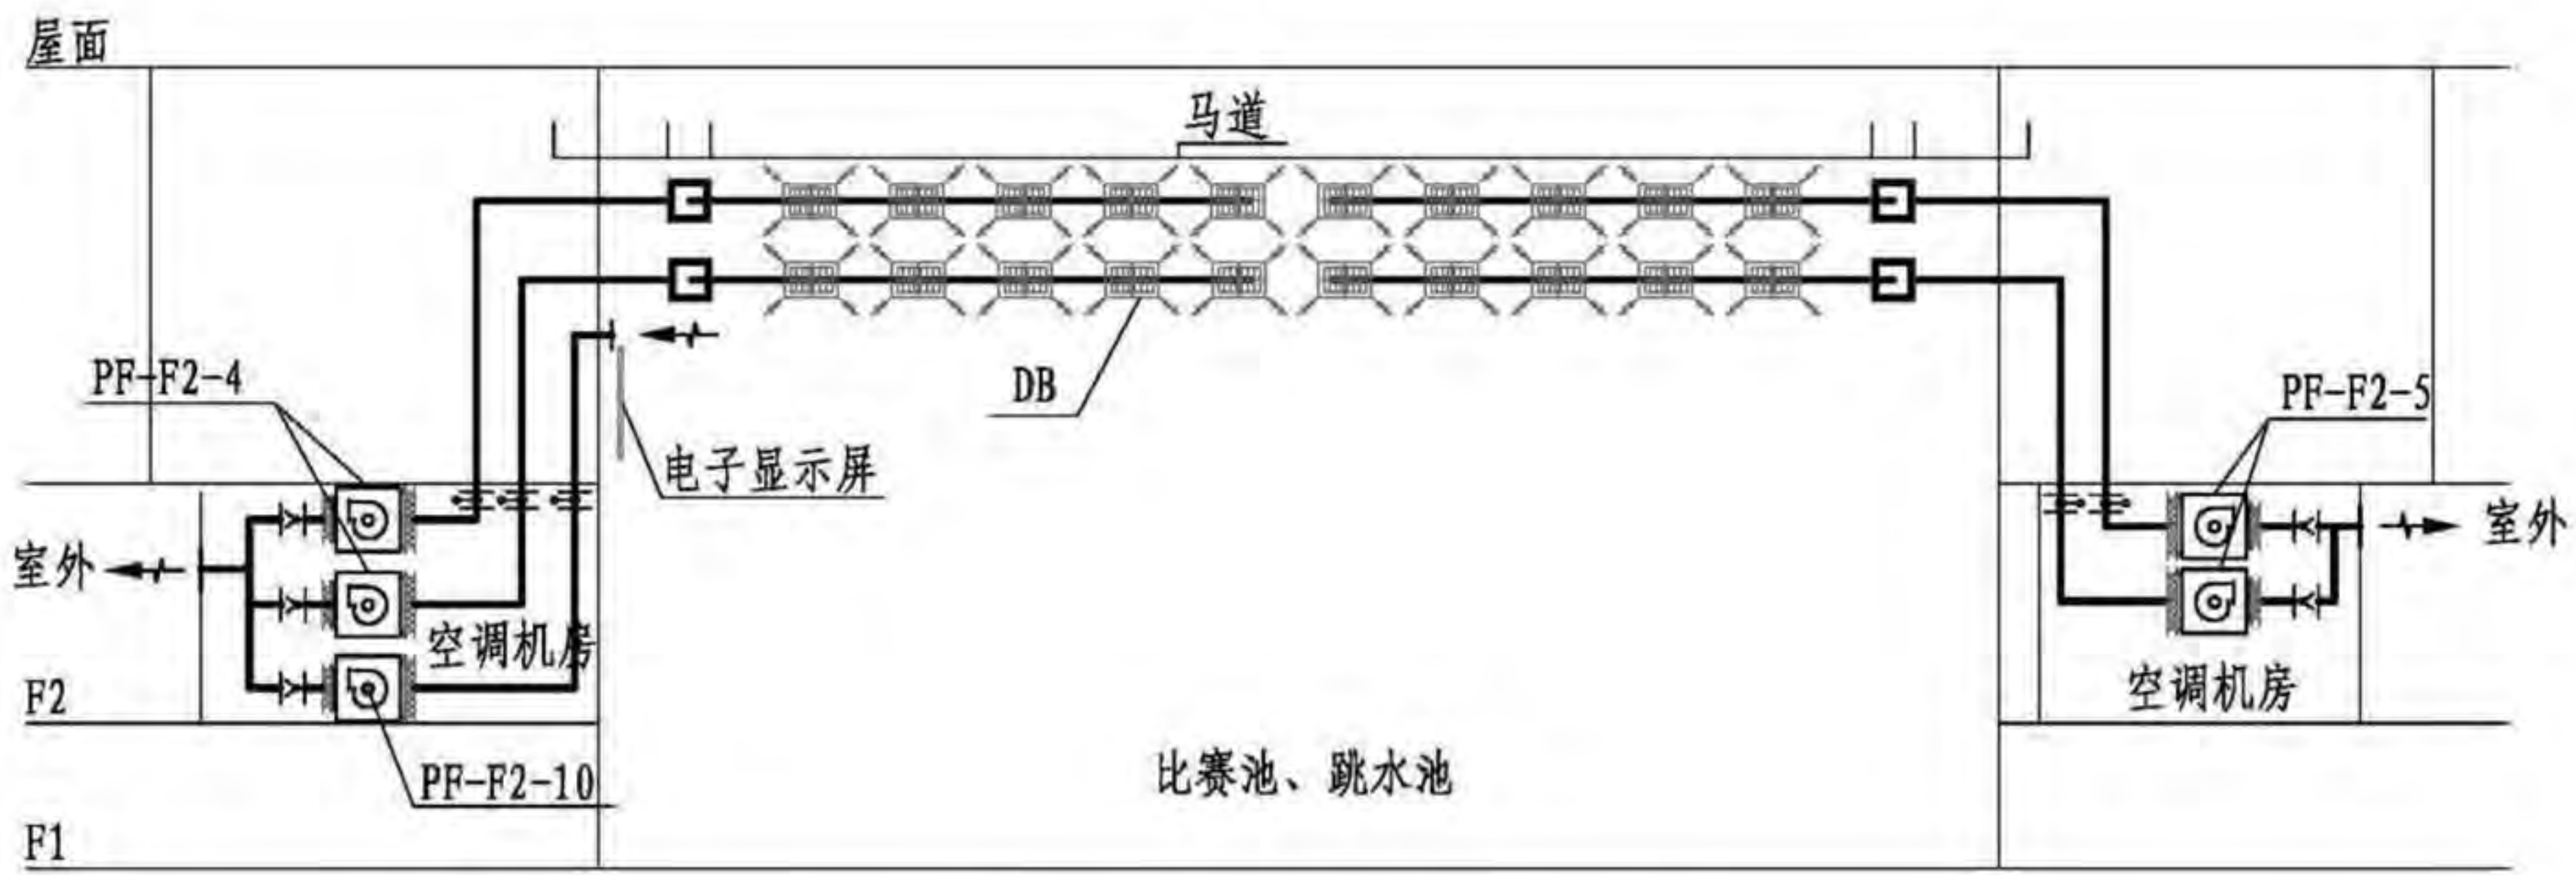 屋面
马道
PF-F2-4
DB
PF-F2-5
电子显示屏
室外
室外
空调机房
空调机房
F2
PF-F2-10
比赛池、跳水池
F1